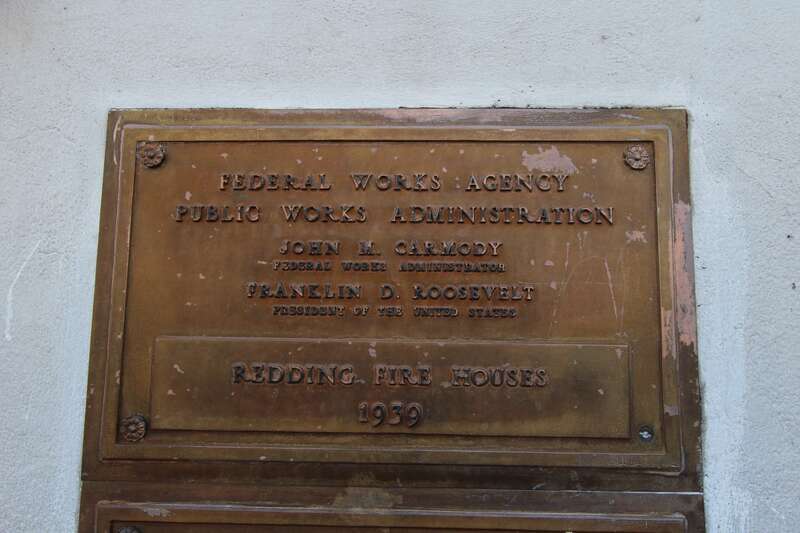 FEDERAL WORKS AGENCY
PUBLIC WORKS ADMINISTRATION
JOHN M. CARMODY
FEDERAL WORKS ADMINISTRATOR
FRANKLIN D. ROOSEVELT
PRESIDENT OF THE UNITED STATES
REDDING FIRE HOUSES
1939